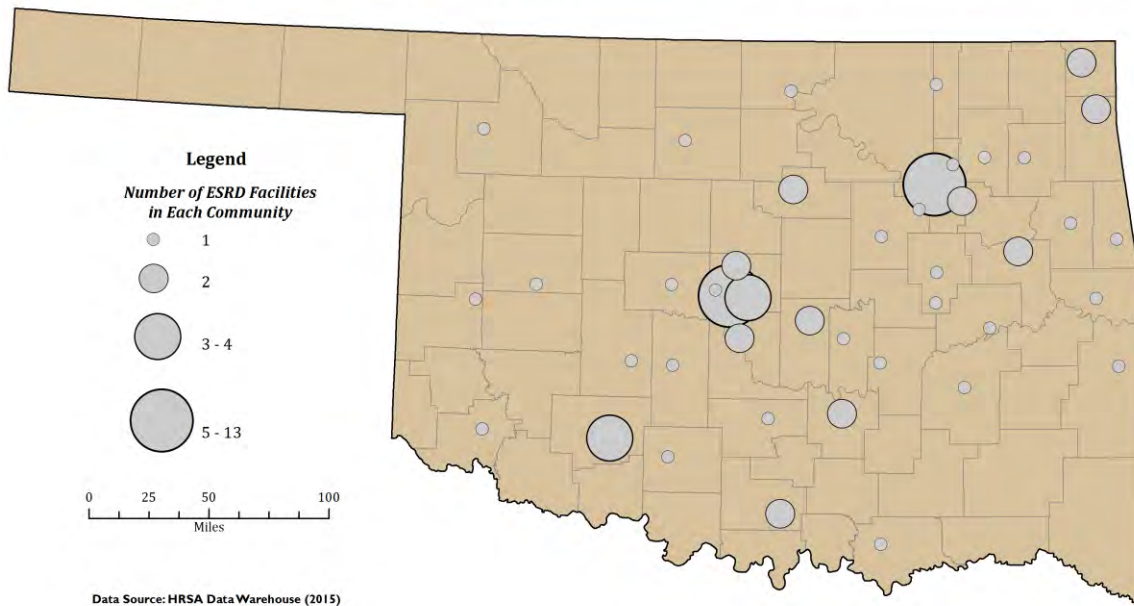 Legend
Number of ESRD Facilities
in Each Community
1
2
3 - 4
5 - 13
0 25 50 100
Miles
Data Source: HRSA Data Warehouse (2015)